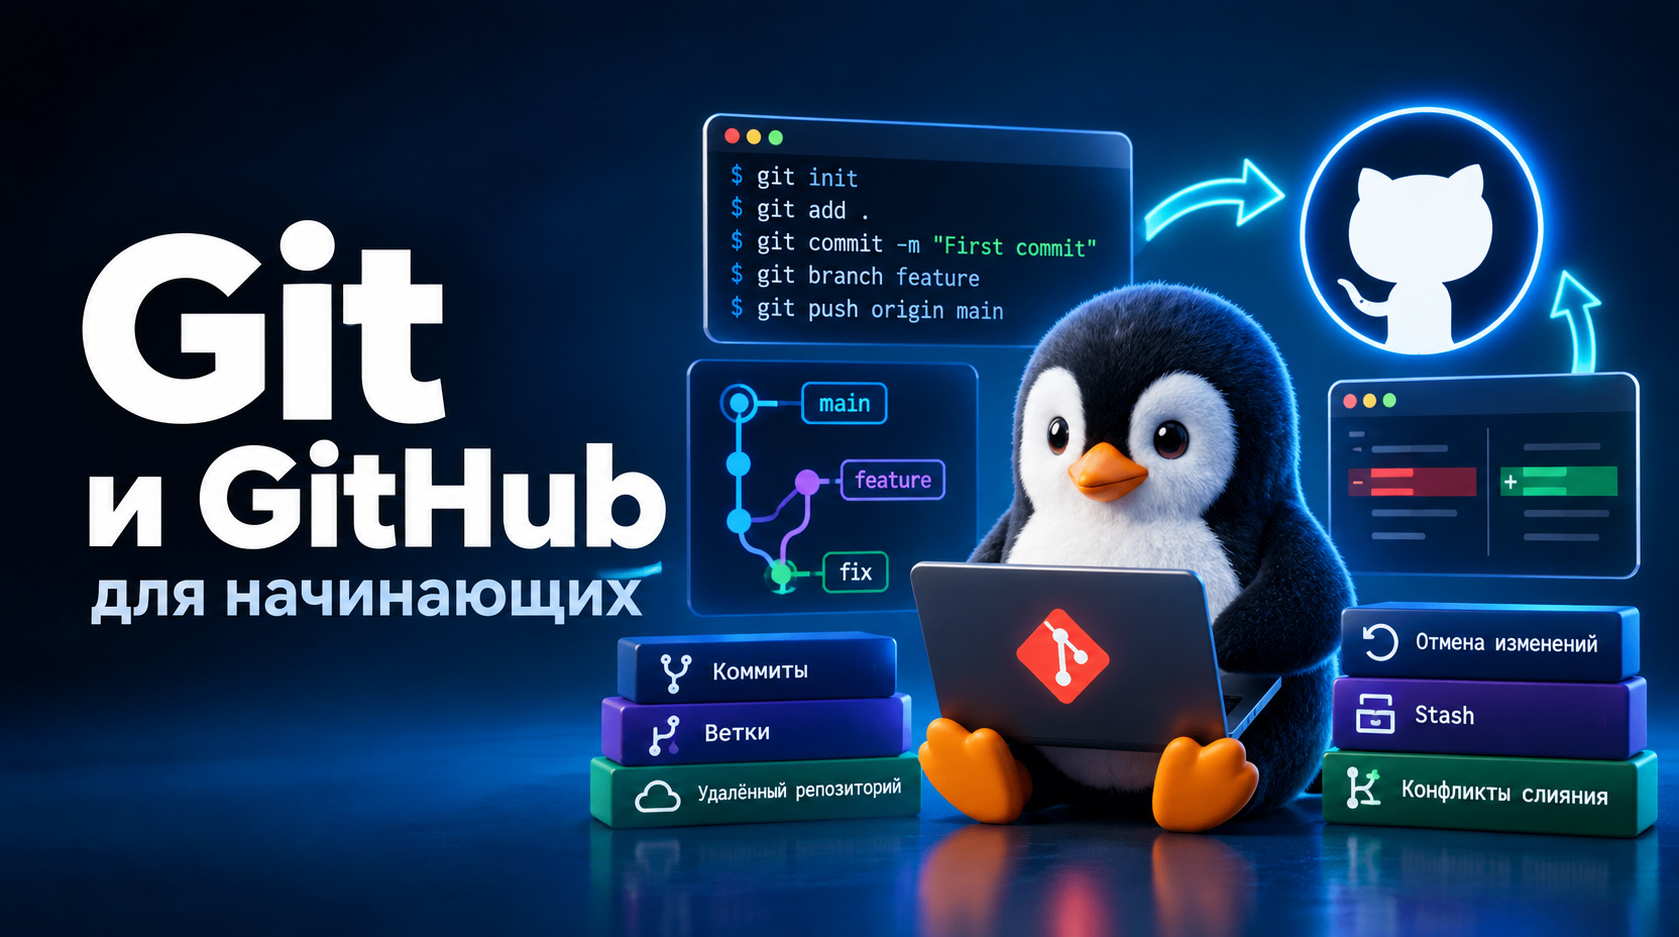 Git
и GitHub
для начинающих
$ git init
$ git add .
$ git commit -m "First commit"
$ git branch feature
$ git push origin main
main
feature
fix
-
+
Коммиты
Ветки
Удалённый репозиторий
Отмена изменений
Stash
Конфликты слияния